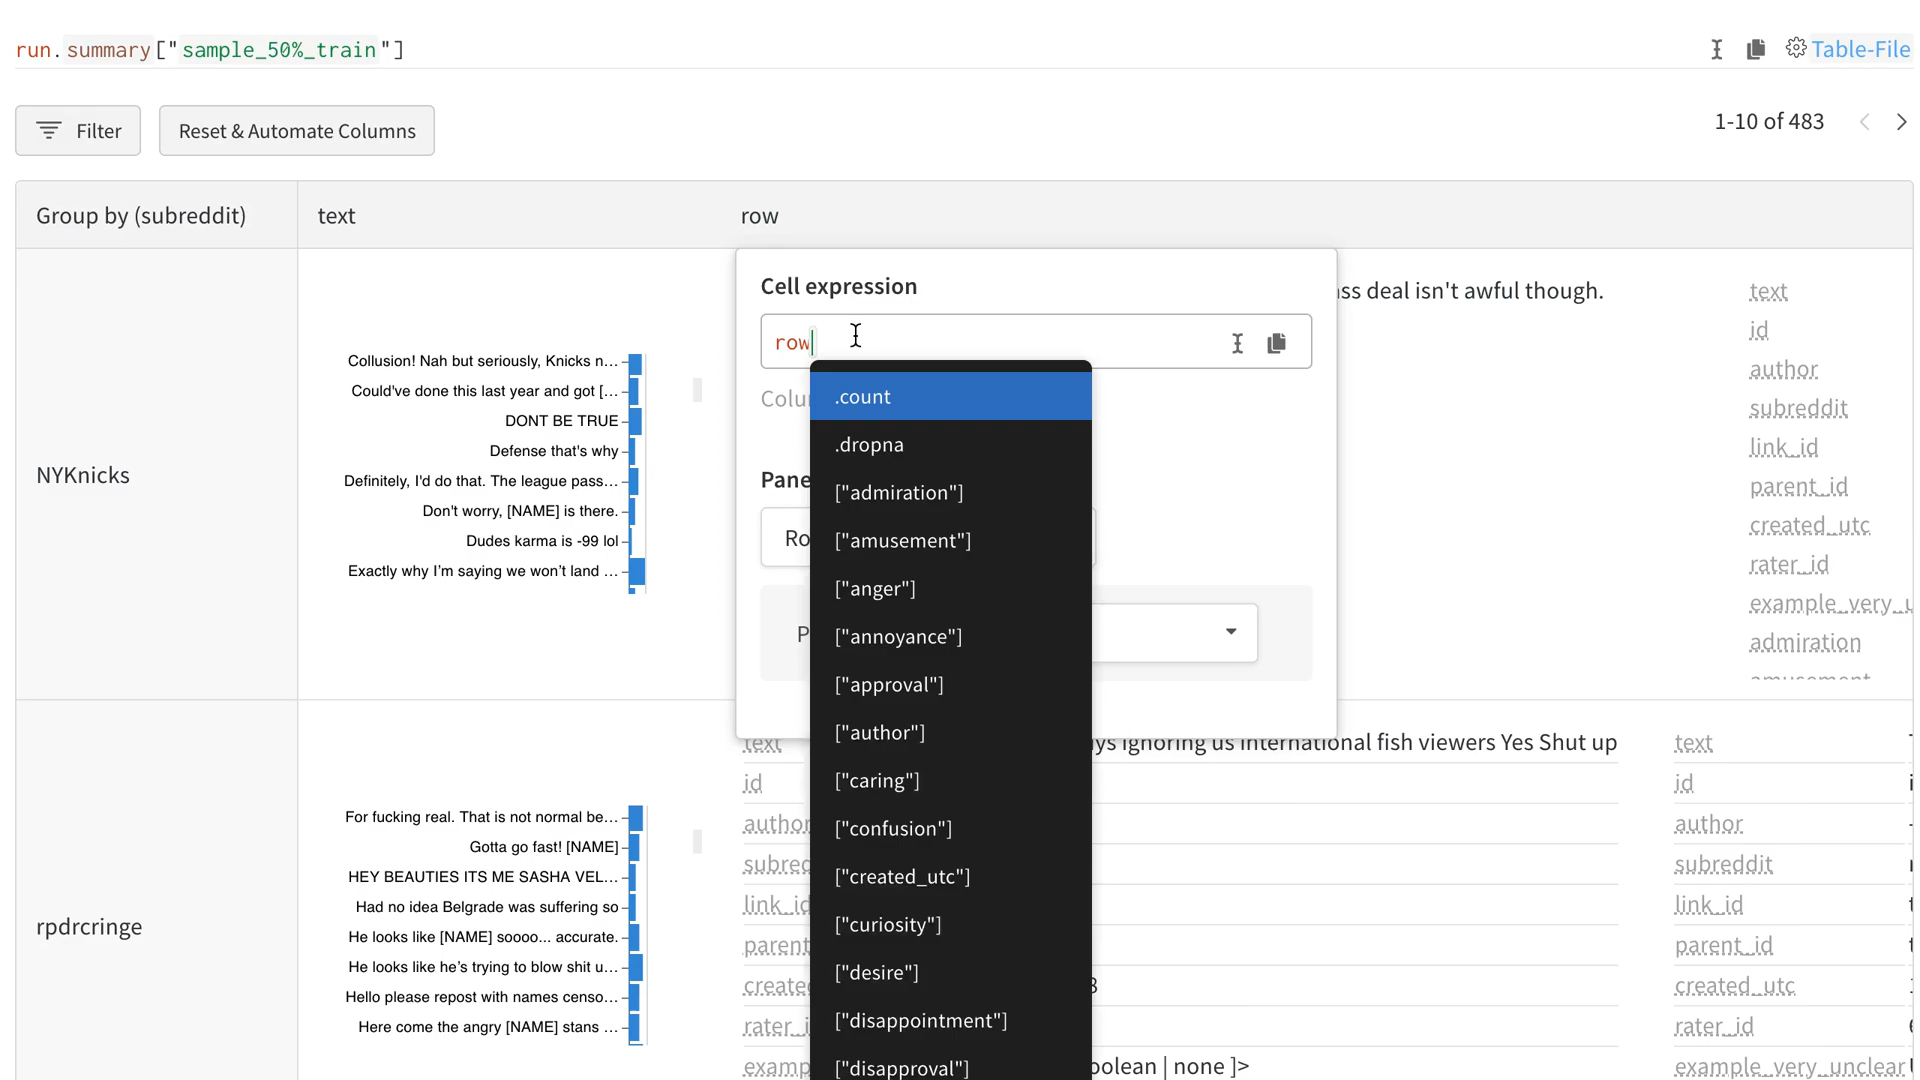 run.summary["sample_50%_train"]
Table-File
Filter
Reset & Automate Columns
1-10 of 483
Group by (subreddit)
text
row
NYKnicks
Collusion! Nah but seriously, Knicks n...
Could've done this last year and got [...
DONT BE TRUE
Defense that's why
Definitely, I'd do that. The league pass...
Don't worry, [NAME] is there.
Dudes karma is -99 lol
Exactly why I'm saying we won't land ...
Cell expression
row
.count
.dropna
["admiration"]
["amusement"]
["anger"]
["annoyance"]
["approval"]
["author"]
["caring"]
["confusion"]
["created_utc"]
["curiosity"]
["desire"]
["disappointment"]
["disapproval"]
deal isn't awful though.
text
id
author
subreddit
link_id
parent_id
created_utc
rater_id
example_very_u
admiration
amusement
rpdrcringe
For fucking real. That is not normal be...
Gotta go fast! [NAME]
HEY BEAUTIES ITS ME SASHA VEL...
Had no idea Belgrade was suffering so
He looks like [NAME] soooo... accurate.
He looks like he's trying to blow shit u...
Hello please repost with names censo...
Here come the angry [NAME] stans ...
text
ignoring us international fish viewers Yes Shut up
id
author
link_id
rater_i
none ]>
text
id
author
subreddit
link_id
parent_id
created_utc
rater_id
example_very_unclear